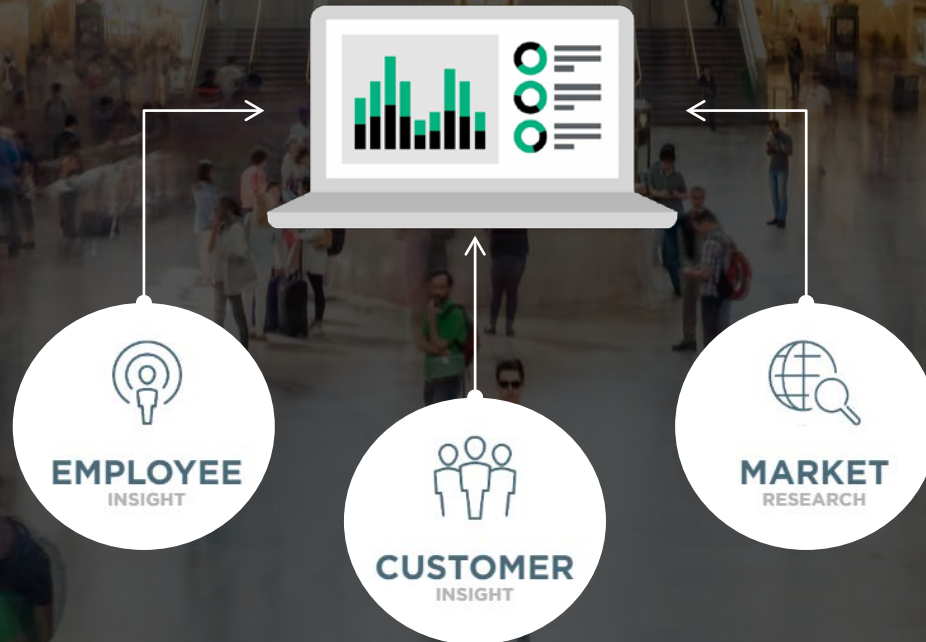 EMPLOYEE
INSIGHT
CUSTOMER
INSIGHT
MARKET
RESEARCH